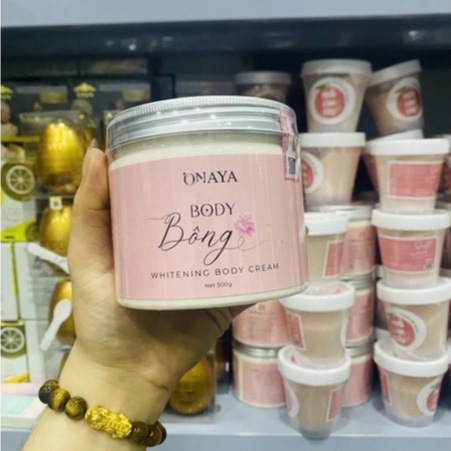 ONAYA
BODY
Bông
WHITENING BODY CREAM
Net 500g